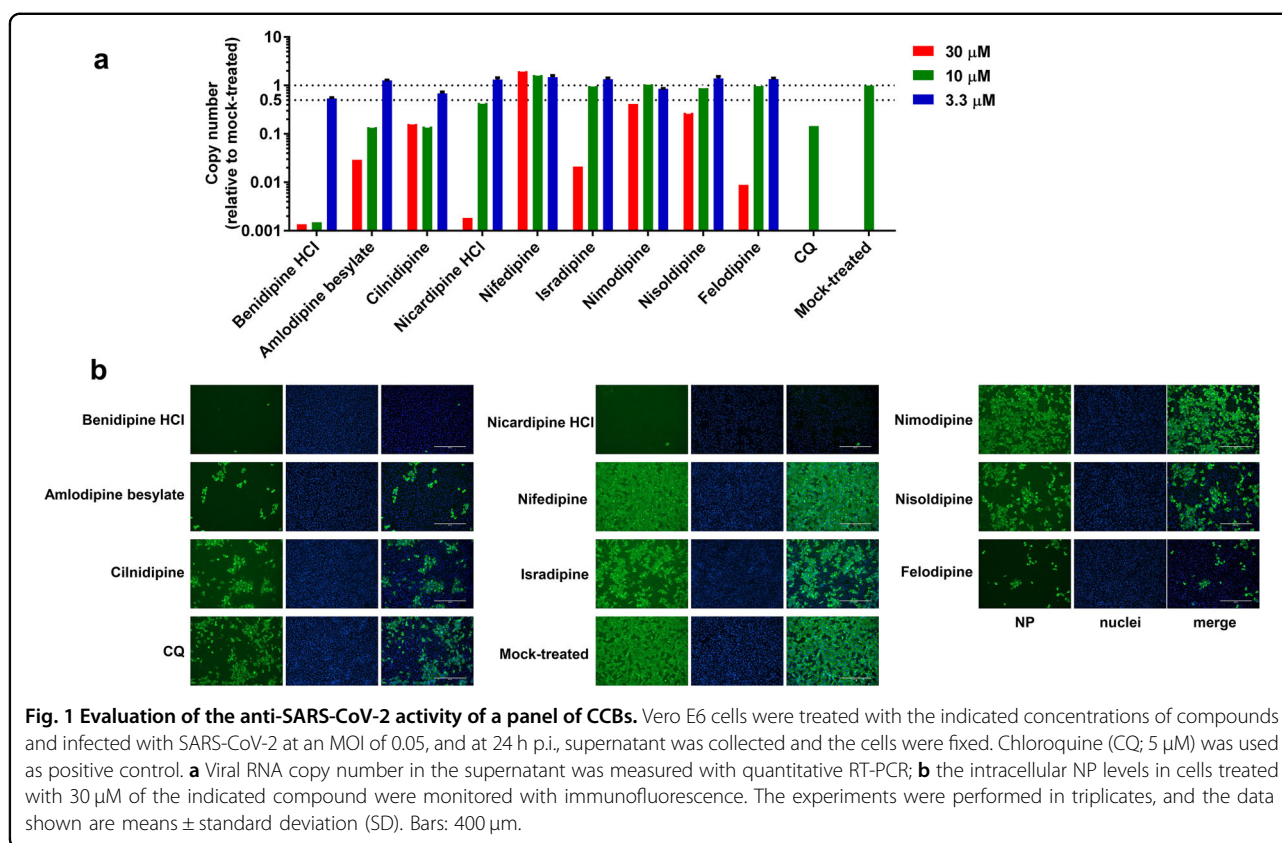 a
Copy number
(relative to mock-treated)
10
1
0.5
0.1
0.01
0.001
30 μM
10 μM
3.3 μM
Benidipine HCl
Amlodipine besylate
Cilnidipine
Nicardipine HCl
Nifedipine
Isradipine
Nimodipine
Nisoldipine
Felodipine
CQ
Mock-treated
b
Benidipine HCl
Amlodipine besylate
Cilnidipine
CQ
Nicardipine HCl
Nifedipine
Isradipine
Mock-treated
Nimodipine
Nisoldipine
Felodipine
NP nuclei merge
Fig. 1 Evaluation of the anti-SARS-CoV-2 activity of a panel of CCBs. Vero E6 cells were treated with the indicated concentrations of compounds
and infected with SARS-CoV-2 at an MOI of 0.05, and at 24 h p.i., supernatant was collected and the cells were fixed. Chloroquine (CQ; 5 μM) was used
as positive control. a Viral RNA copy number in the supernatant was measured with quantitative RT-PCR; b the intracellular NP levels in cells treated
with 30 μM of the indicated compound were monitored with immunofluorescence. The experiments were performed in triplicates, and the data
shown are means ± standard deviation (SD). Bars: 400 μm.